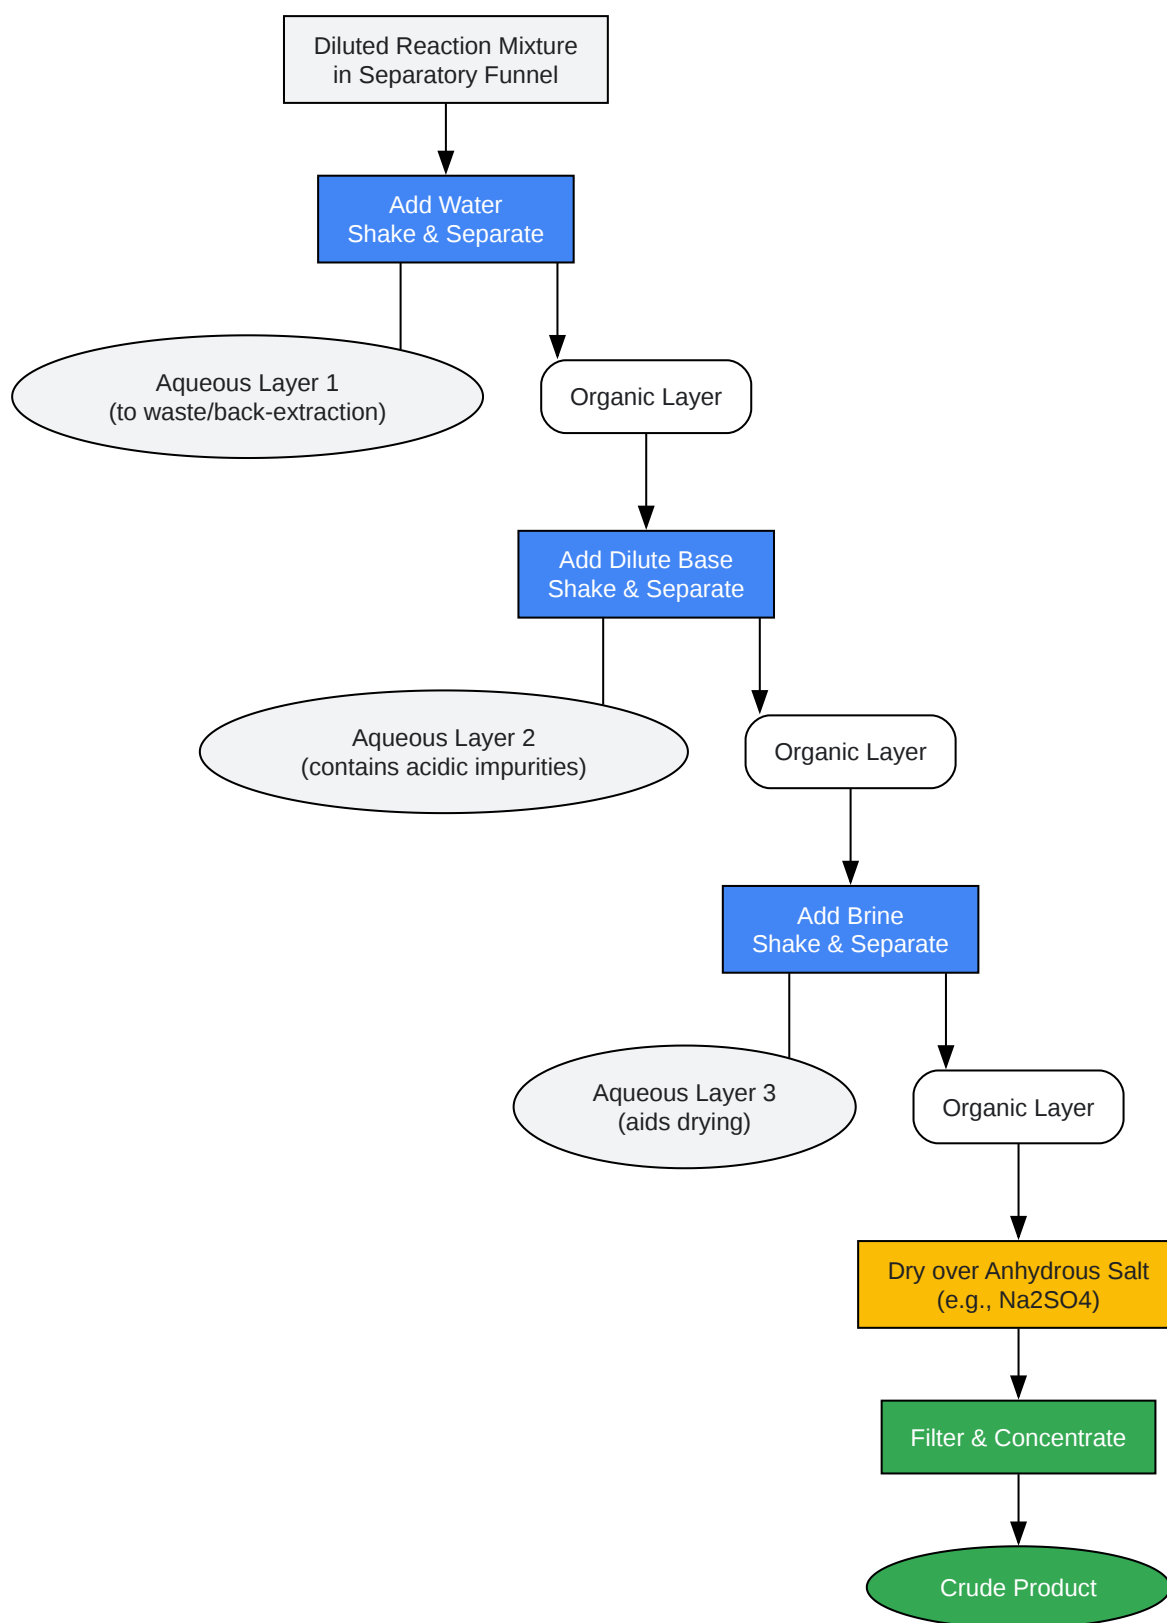 Diluted Reaction Mixture
in Separatory Funnel
Add Water
Shake & Separate
Aqueous Layer 1
(to waste/back-extraction)
Organic Layer
Add Dilute Base
Shake & Separate
Aqueous Layer 2
(contains acidic impurities)
Organic Layer
Add Brine
Shake & Separate
Aqueous Layer 3
(aids drying)
Organic Layer
Dry over Anhydrous Salt
(e.g., Na2SO4)
Filter & Concentrate
Crude Product